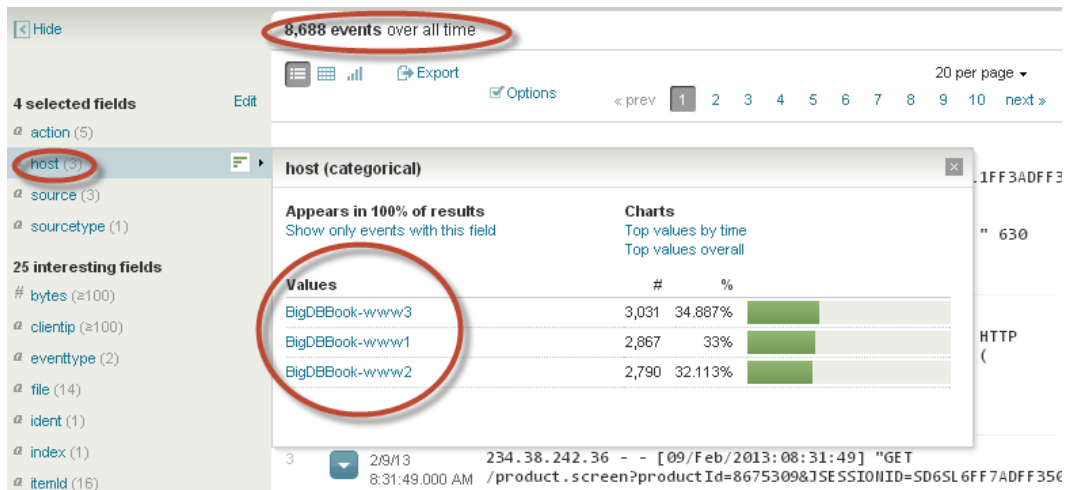 Hide
8,688 events over all time
Export
20 per page
Options
« prev 1 2 3 4 5 6 7 8 9 10 next »
4 selected fields Edit
a action (5)
host (3)
a source (3)
a sourcetype (1)
25 interesting fields
# bytes (≥100)
a clientip (≥100)
a eventtype (2)
a file (14)
a ident (1)
a index (1)
a itemId (16)
host (categorical)
Appears in 100% of results
Show only events with this field
Charts
Top values by time
Top values overall
Values # %
BigDBBook-www3 3,031 34.887%
BigDBBook-www1 2,867 33%
BigDBBook-www2 2,790 32.113%
1FF3ADFF3
" 630
HTTP
(
3 2/9/13
8:31:49.000 AM
234.38.242.36 - - [09/Feb/2013:08:31:49] "GET
/product.screen?productId=8675309&JSESSIONID=SD6SL6FF7ADFF350